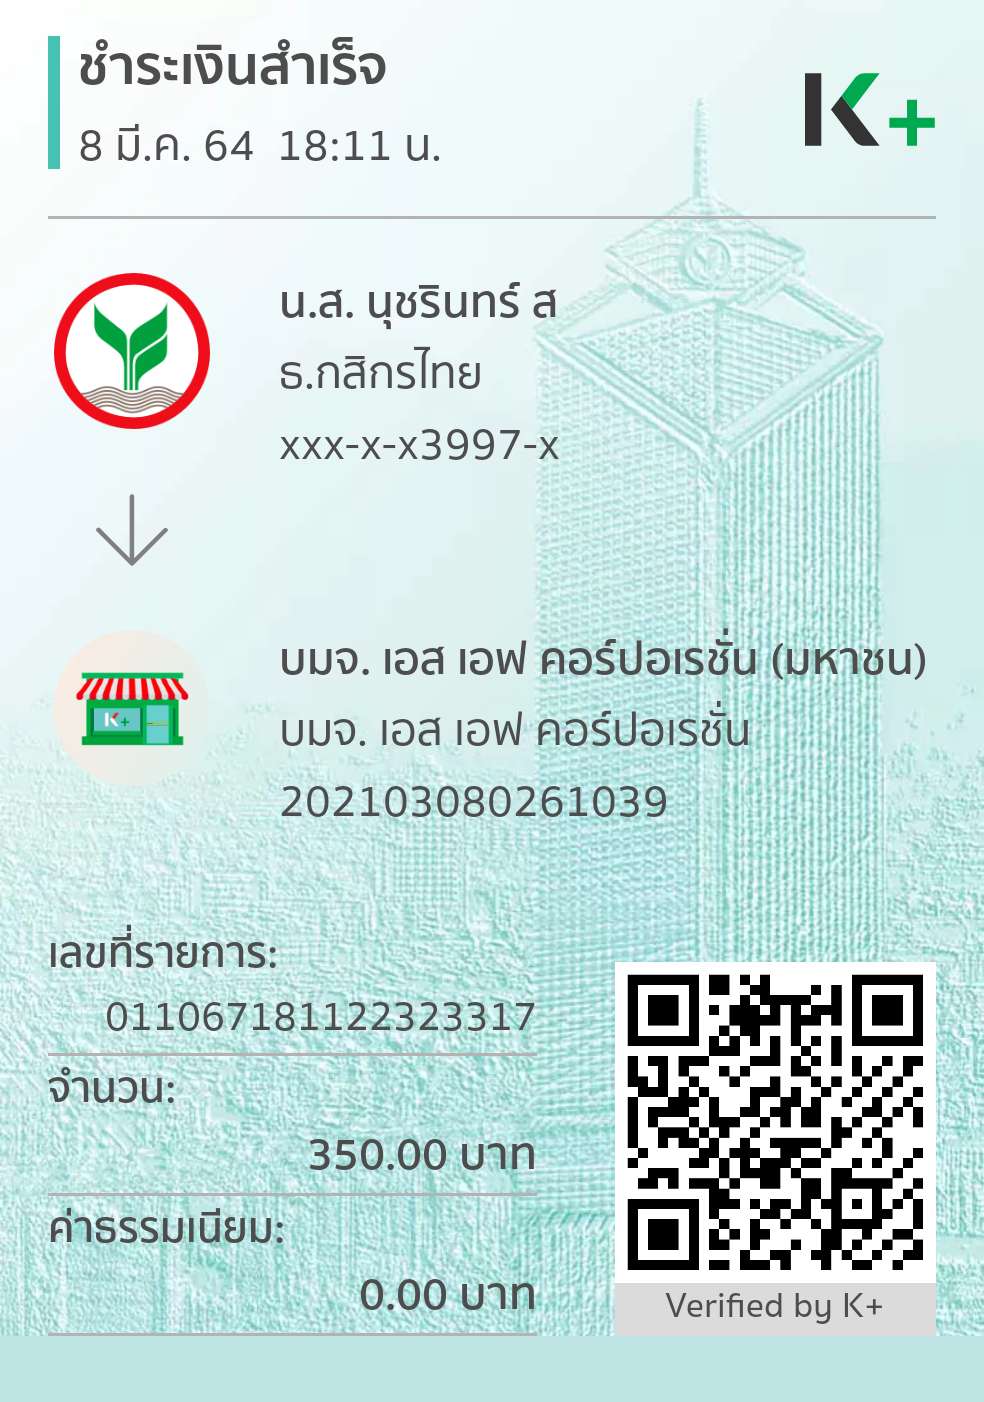 ชำระเงินสำเร็จ
8 มี.ค. 64 18:11 น.
K+
น.ส. นุชรินทร์ ส
ธ.กสิกรไทย
xxx-x-x3997-x
K+
บมจ. เอส เอฟ คอร์ปอเรชั่น (มหาชน)
บมจ. เอส เอฟ คอร์ปอเรชั่น
202103080261039
เลขที่รายการ:
011067181122323317
จำนวน:
350.00 บาท
ค่าธรรมเนียม:
0.00 บาท
Verified by K+